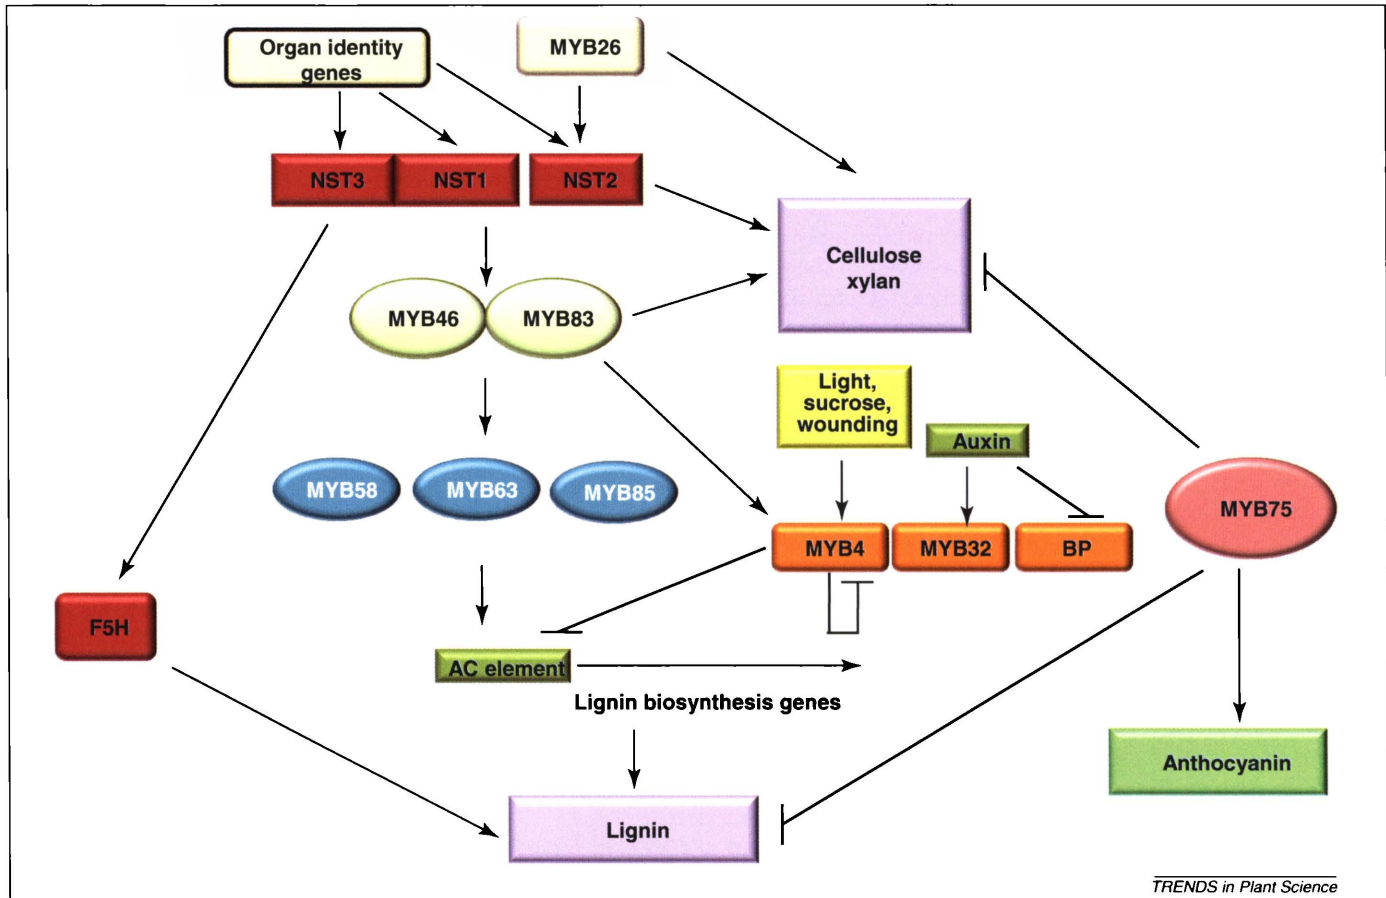 Organ identity
genes
MYB26
NST3
NST1
NST2
Cellulose
xylan
MYB46
MYB83
Light,
sucrose,
wounding
Auxin
MYB58
MYB63
MYB85
MYB75
MYB4
MYB32
BP
F5H
AC element
Lignin biosynthesis genes
Anthocyanin
Lignin
TRENDS in Plant Science